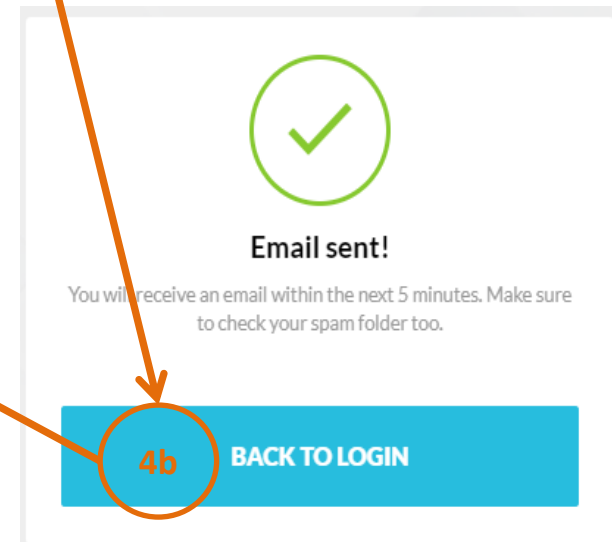 Email sent!
You will receive an email within the next 5 minutes. Make sure
to check your spam folder too.
4b BACK TO LOGIN